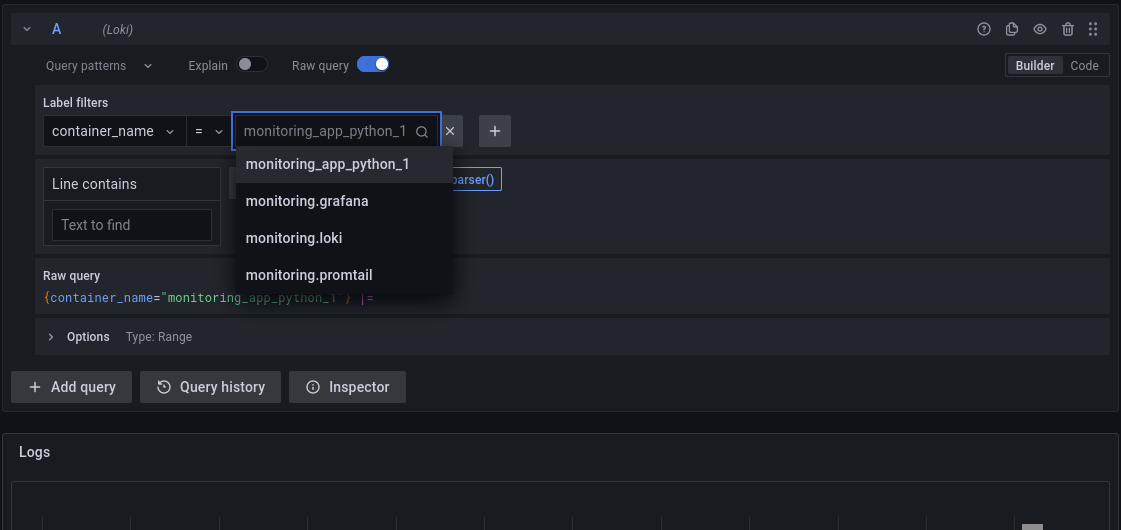 A (Loki)
Query patterns Explain Raw query Builder Code
Label filters
container_name = monitoring_app_python_1
monitoring_app_python_1
monitoring.grafana
monitoring.loki
monitoring.promtail
Line contains parser()
Text to find
Raw query
{container_name="monitoring_app_python_1"} |=
Options Type: Range
Add query Query history Inspector
Logs